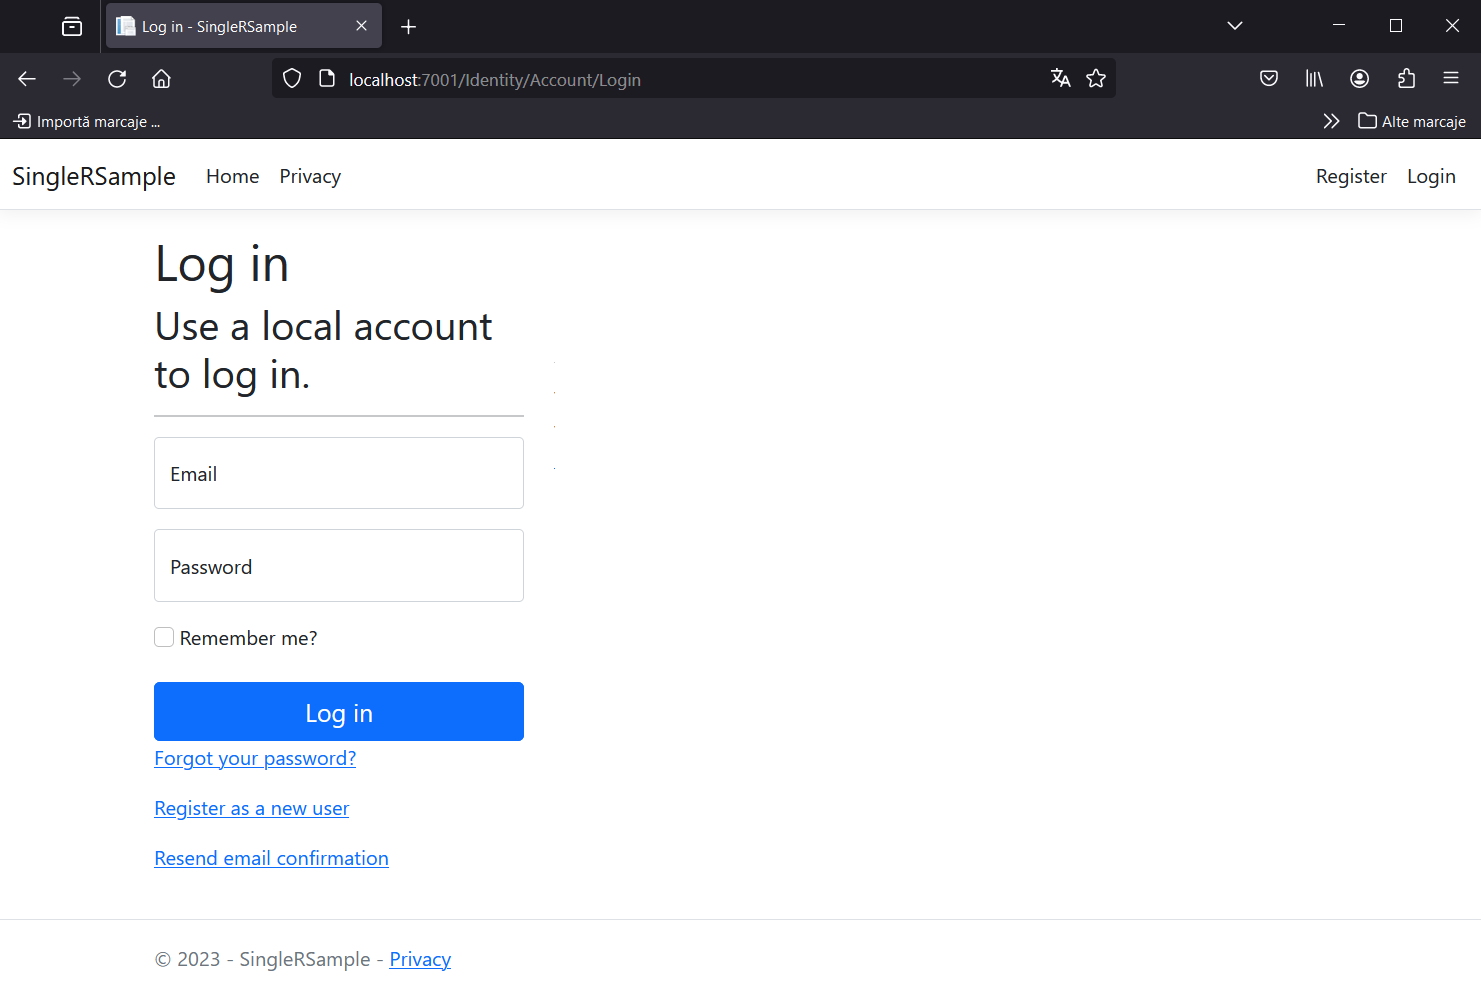 Log in - SingleRSample
localhost:7001/Identity/Account/Login
Importă marcaje ...
Alte marcaje
SingleRSample
Home
Privacy
Register
Login
Log in
Use a local account
to log in.
Email
Password
Remember me?
Log in
Forgot your password?
Register as a new user
Resend email confirmation
© 2023 - SingleRSample - Privacy